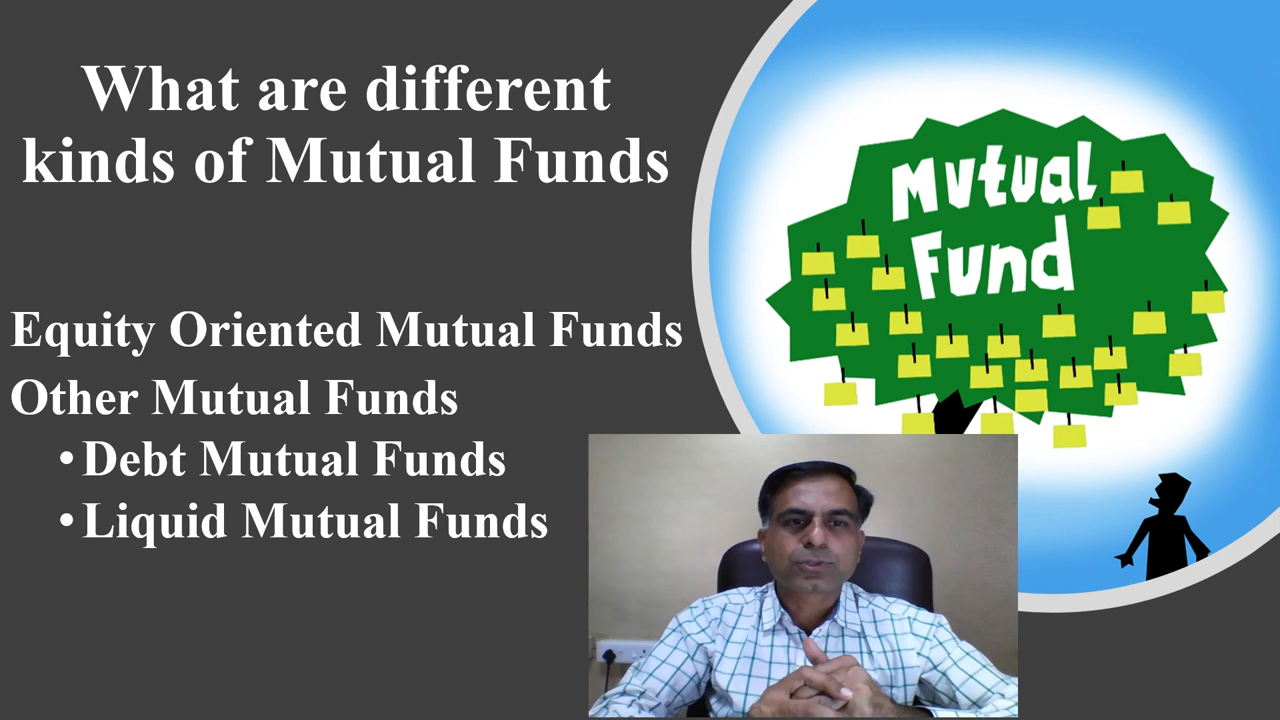 What are different
kinds of Mutual Funds
Equity Oriented Mutual Funds
Other Mutual Funds
• Debt Mutual Funds
• Liquid Mutual Funds
Mutual
Fund